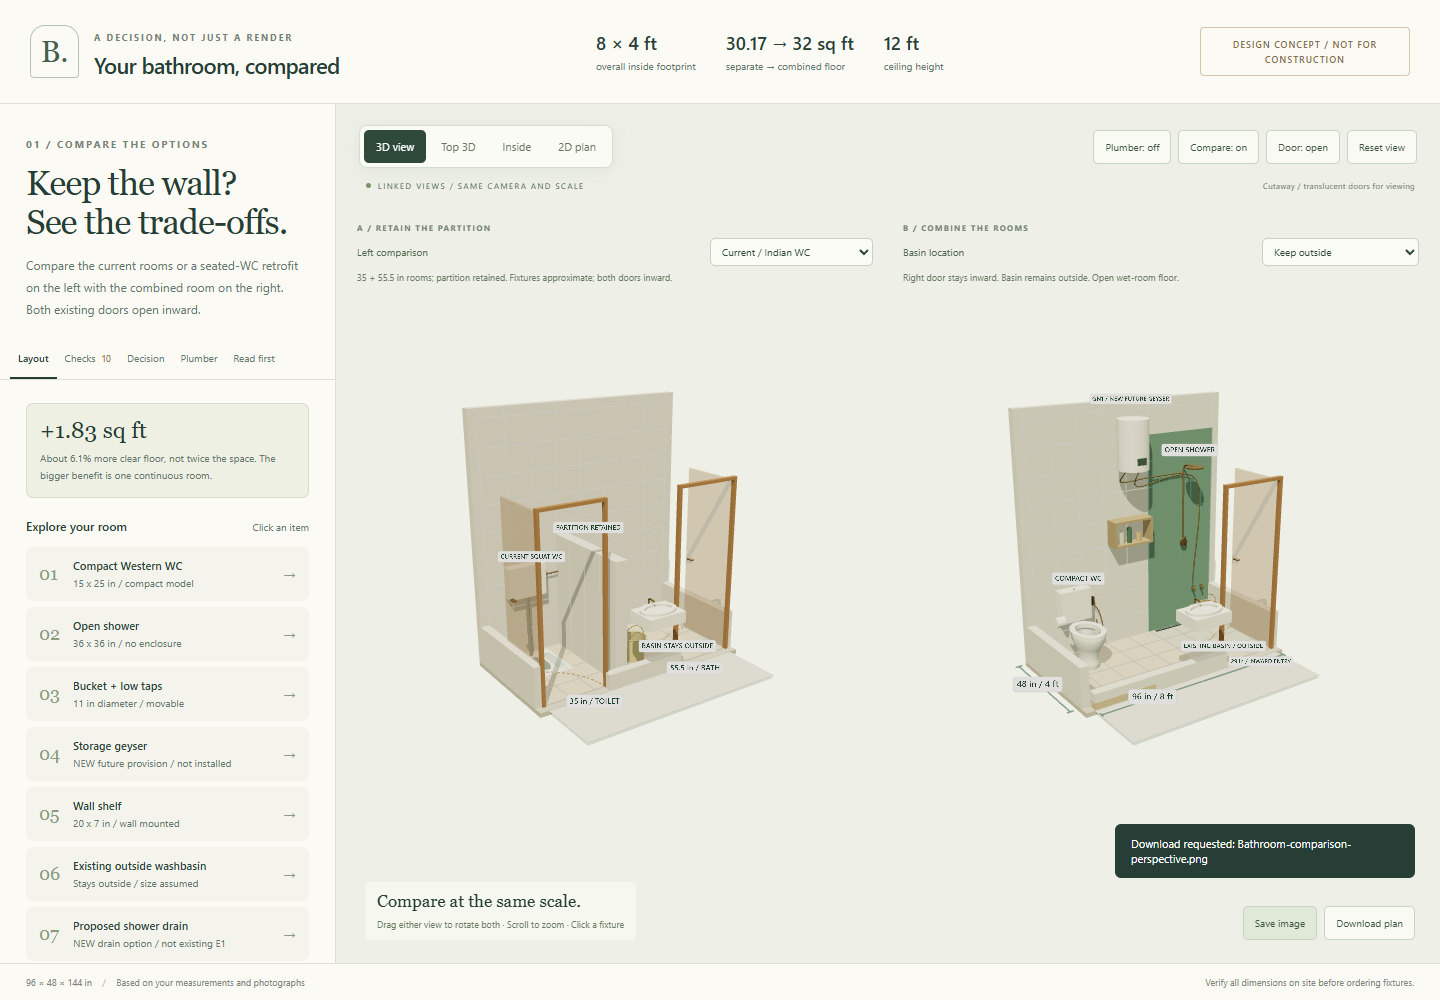 B.
A DECISION, NOT JUST A RENDER
Your bathroom, compared
8 × 4 ft
overall inside footprint
30.17 → 32 sq ft
separate → combined floor
12 ft
ceiling height
DESIGN CONCEPT / NOT FOR
CONSTRUCTION
01 / COMPARE THE OPTIONS
Keep the wall?
See the trade-offs.
Compare the current rooms or a seated-WC retrofit
on the left with the combined room on the right.
Both existing doors open inward.
Layout
Checks 10
Decision
Plumber
Read first
+1.83 sq ft
About 6.1% more clear floor, not twice the space. The
bigger benefit is one continuous room.
Explore your room
Click an item
01
Compact Western WC
15 x 25 in / compact model
→
02
Open shower
36 x 36 in / no enclosure
→
03
Bucket + low taps
11 in diameter / movable
→
04
Storage geyser
NEW future provision / not installed
→
05
Wall shelf
20 x 7 in / wall mounted
→
06
Existing outside washbasin
Stays outside / size assumed
→
07
Proposed shower drain
NEW drain option / not existing E1
→
3D view
Top 3D
Inside
2D plan
Plumber: off
Compare: on
Door: open
Reset view
LINKED VIEWS / SAME CAMERA AND SCALE
Cutaway / translucent doors for viewing
A / RETAIN THE PARTITION
Left comparison
Current / Indian WC
35 + 55.5 in rooms; partition retained. Fixtures approximate; both doors inward.
B / COMBINE THE ROOMS
Basin location
Keep outside
Right door stays inward. Basin remains outside. Open wet-room floor.
PARTITION RETAINED
CURRENT SQUAT WC
BASIN STAYS OUTSIDE
55.5 in / BATH
35 in / TOILET
/ NEW FUTURE GEYSER
OPEN SHOWER
COMPACT WC
EXISTING BASIN / OUTSIDE
29 in / INWARD ENTRY
48 in / 4 ft
96 in / 8 ft
Download requested: Bathroom-comparison-
perspective.png
Compare at the same scale.
Drag either view to rotate both · Scroll to zoom · Click a fixture
Save image
Download plan
96 × 48 × 144 in / Based on your measurements and photographs
Verify all dimensions on site before ordering fixtures.